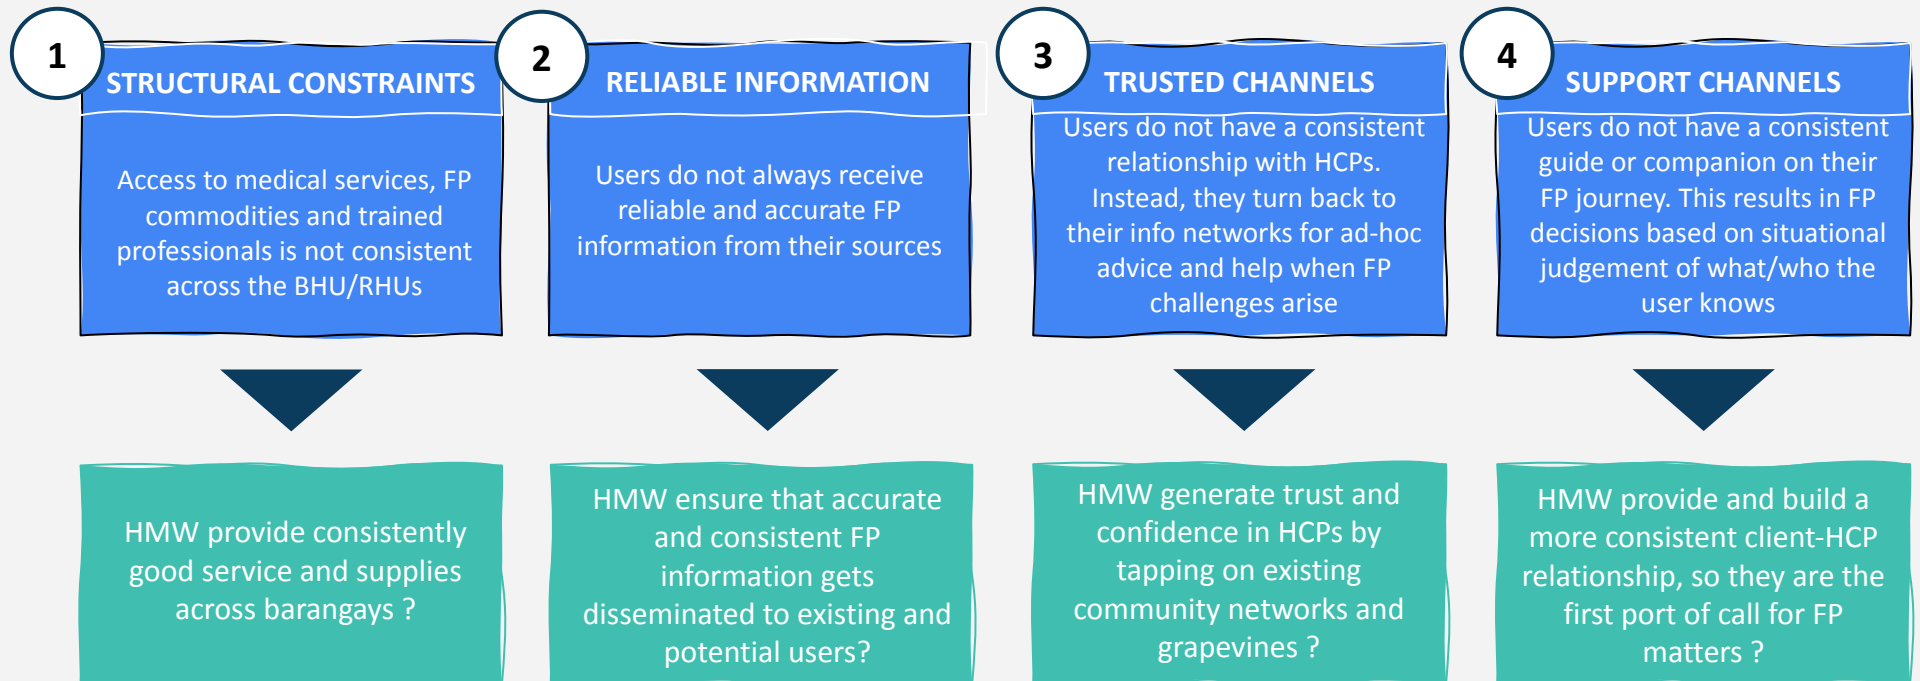 1
STRUCTURAL CONSTRAINTS
Access to medical services, FP
commodities and trained
professionals is not consistent
across the BHU/RHUs
2
RELIABLE INFORMATION
Users do not always receive
reliable and accurate FP
information from their sources
3
TRUSTED CHANNELS
Users do not have a consistent
relationship with HCPs.
Instead, they turn back to
their info networks for ad-hoc
advice and help when FP
challenges arise
4
SUPPORT CHANNELS
Users do not have a consistent
guide or companion on their
FP journey. This results in FP
decisions based on situational
judgement of what/who the
user knows
HMW provide consistently
good service and supplies
across barangays ?
HMW ensure that accurate
and consistent FP
information gets
disseminated to existing and
potential users?
HMW generate trust and
confidence in HCPs by
tapping on existing
community networks and
grapevines ?
HMW provide and build a
more consistent client-HCP
relationship, so they are the
first port of call for FP
matters ?